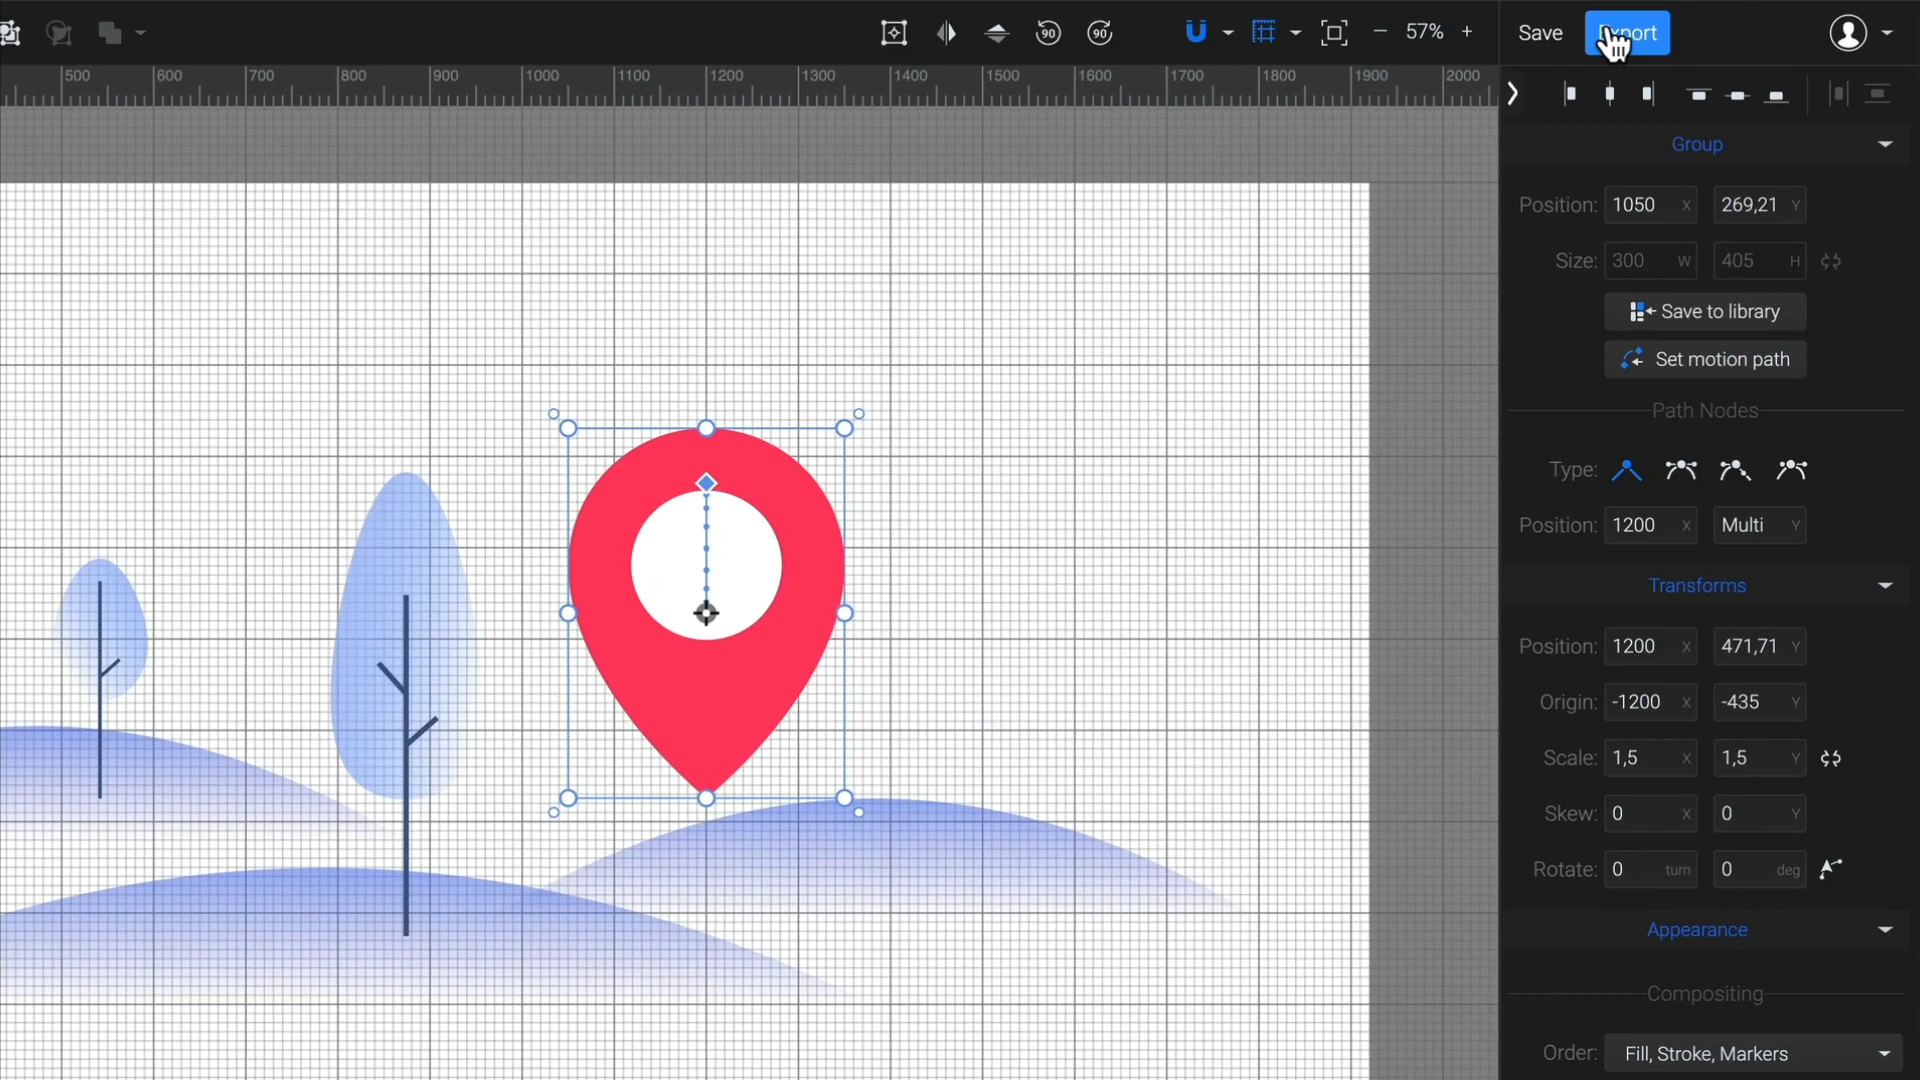 90 90 57% Save Export
500 600 700 800 900 1000 1100 1200 1300 1400 1500 1600 1700 1800 1900 2000
Group
Position: 1050 X 269,21 Y
Size: 300 W 405 H
Save to library
Set motion path
Path Nodes
Type:
Position: 1200 X Multi Y
Transforms
Position: 1200 X 471,71 Y
Origin: -1200 X -435 Y
Scale: 1,5 X 1,5 Y
Skew: 0 X 0 Y
Rotate: 0 turn 0 deg
Appearance
Compositing
Order: Fill, Stroke, Markers